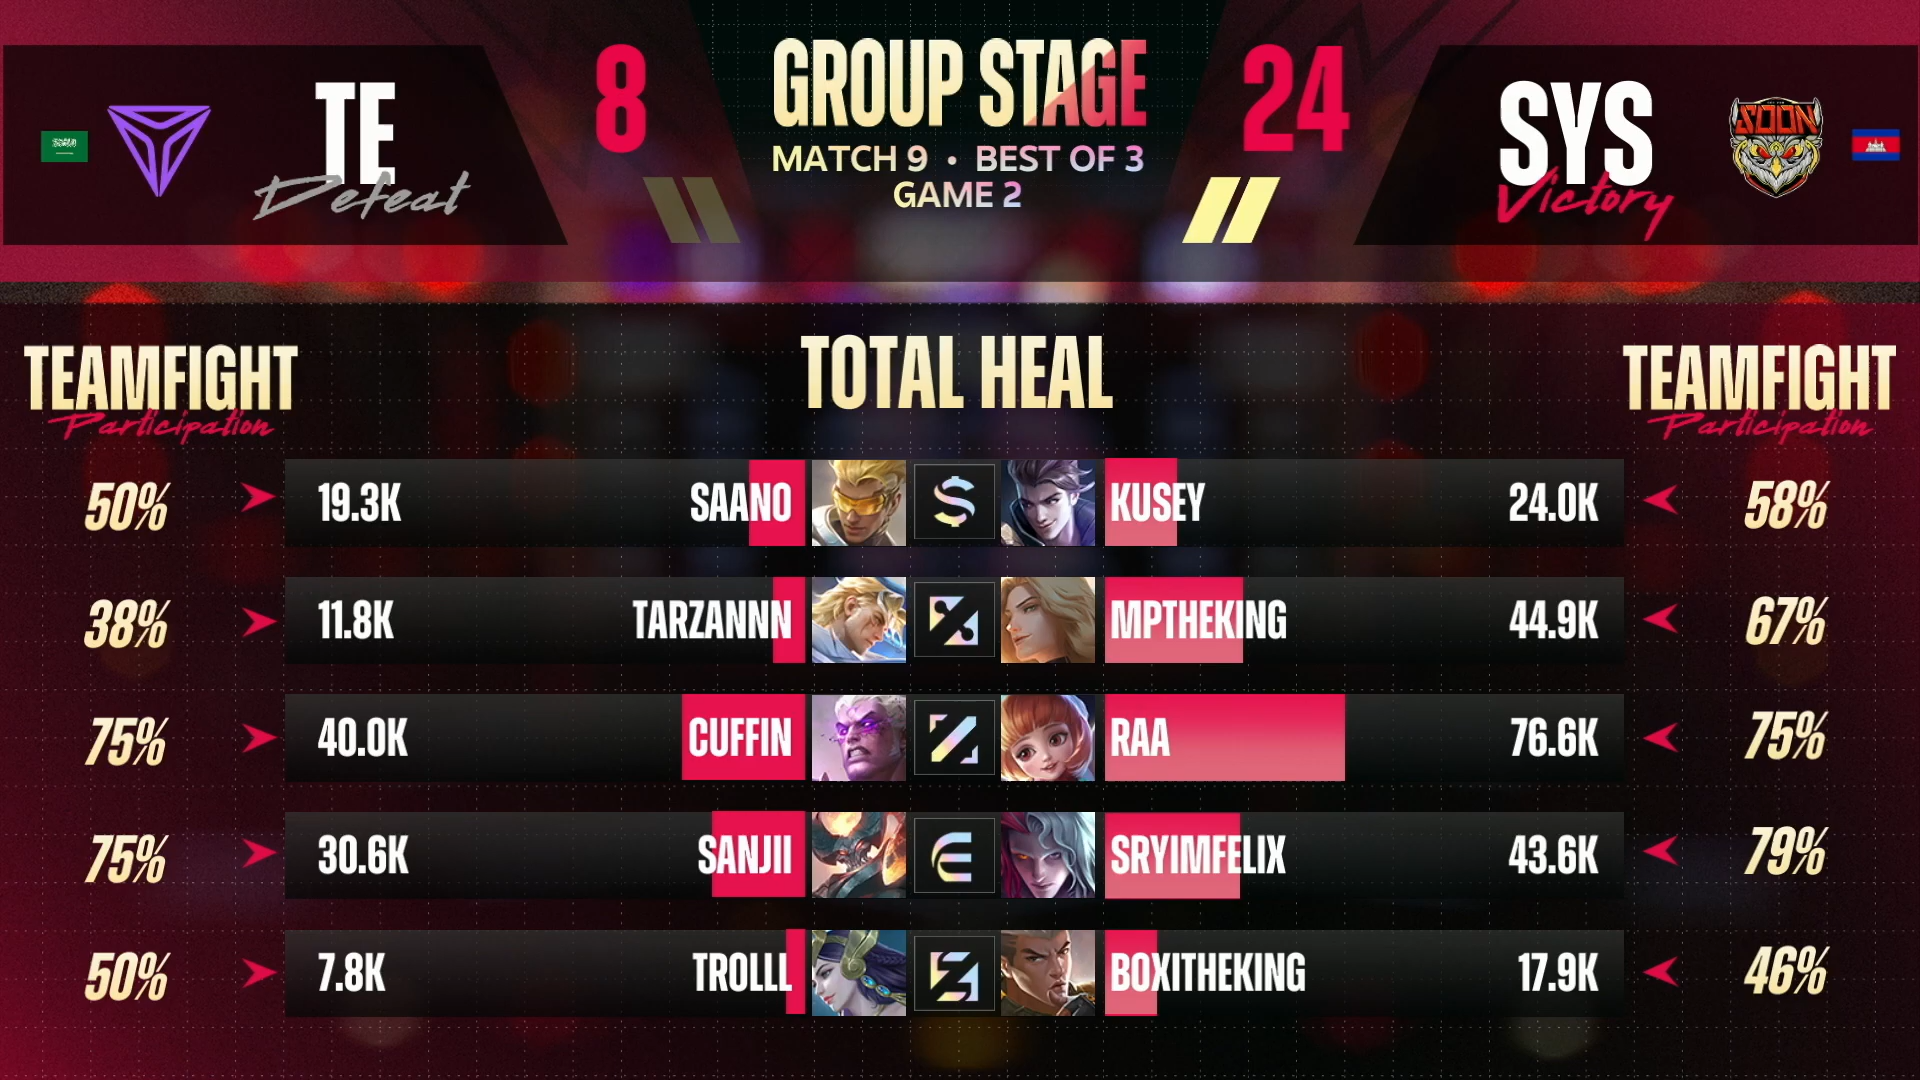 TE
Defeat
8
GROUP STAGE
MATCH 9 • BEST OF 3
GAME 2
24
SYS
Victory
SOON
TEAMFIGHT
Participation
TOTAL HEAL
TEAMFIGHT
Participation
50% 19.3K SAANO KUSEY 24.0K 58%
38% 11.8K TARZANNN MPTHEKING 44.9K 67%
75% 40.0K CUFFIN RAA 76.6K 75%
75% 30.6K SANJII SRYIMFELIX 43.6K 79%
50% 7.8K TROLLL BOXITHEKING 17.9K 46%